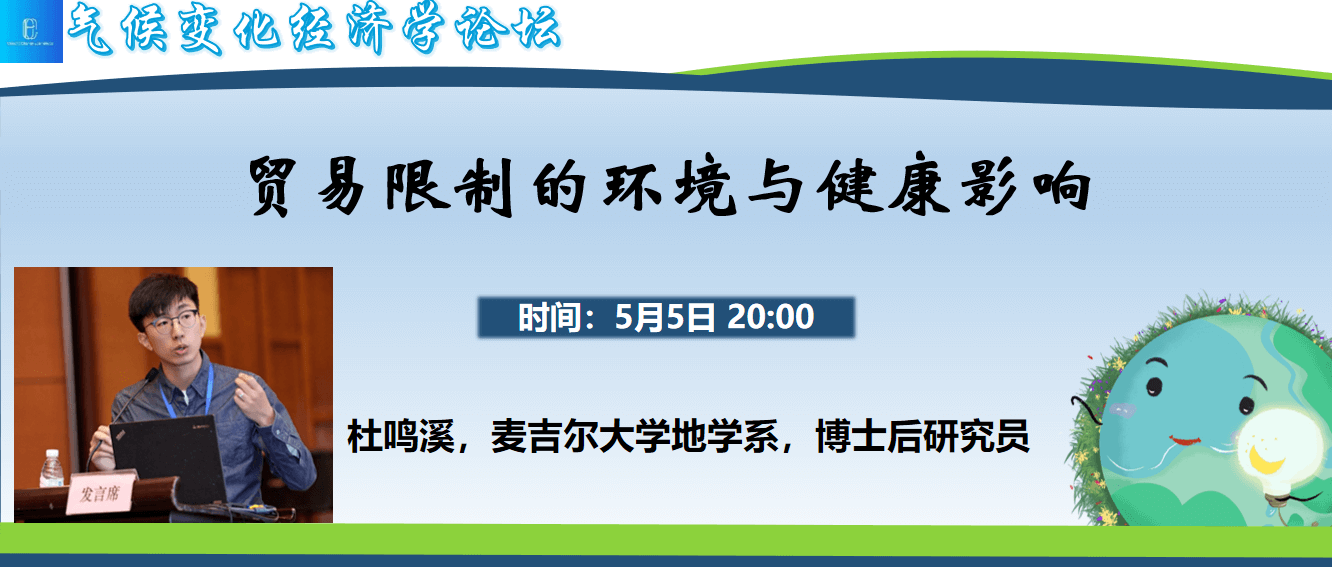 气候变化经济学论坛
贸易限制的环境与健康影响
时间：5月5日 20:00
杜鸣溪，麦吉尔大学地学系，博士后研究员
发言席